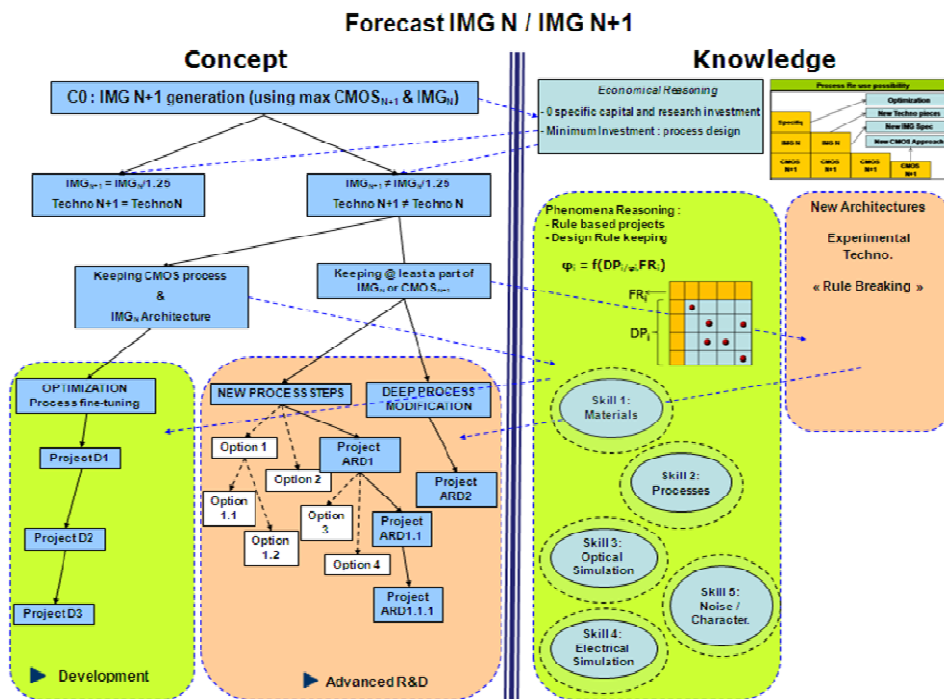 Forecast IMG N / IMG N+1
Concept
Knowledge
C0 : IMG N+1 generation (using max CMOSN+1 & IMGN)
Economical Reasoning
- 0 specific capital and research investment
- Minimum Investment : process design
Process Re use possibility
Optimization
Specific
New Techno pieces
New IMG Spec
IMG N
IMG N
New CMOS Approach
CMOS
N+1
CMOS
N+1
CMOS
N+1
CMOS
N+1
IMGN+1 = IMGN/1.25
Techno N+1 = Techno N
IMGN+1 ≠ IMGN/1.25
Techno N+1 ≠ Techno N
Phenomena Reasoning :
- Rule based projects
- Design Rule keeping
φi = f(DPi/φi,FRi)
FRi
DPi
New Architectures
Experimental
Techno.
« Rule Breaking »
Keeping CMOS process
&
IMGN Architecture
Keeping @ least a part of
IMGN or CMOSN+1
OPTIMIZATION
Process fine-tuning
NEW PROCESS STEPS
DEEP PROCESS
MODIFICATION
Skill 1:
Materials
Project D1
Option 1
Project
ARD1
Option 2
Project
ARD2
Skill 2:
Processes
Option
1.1
Option
1.2
Option
3
Project
ARD1.1
Project D2
Option 4
Skill 3:
Optical
Simulation
Project D3
Project
ARD1.1.1
Skill 5:
Noise /
Character.
Skill 4:
Electrical
Simulation
Development
Advanced R&D